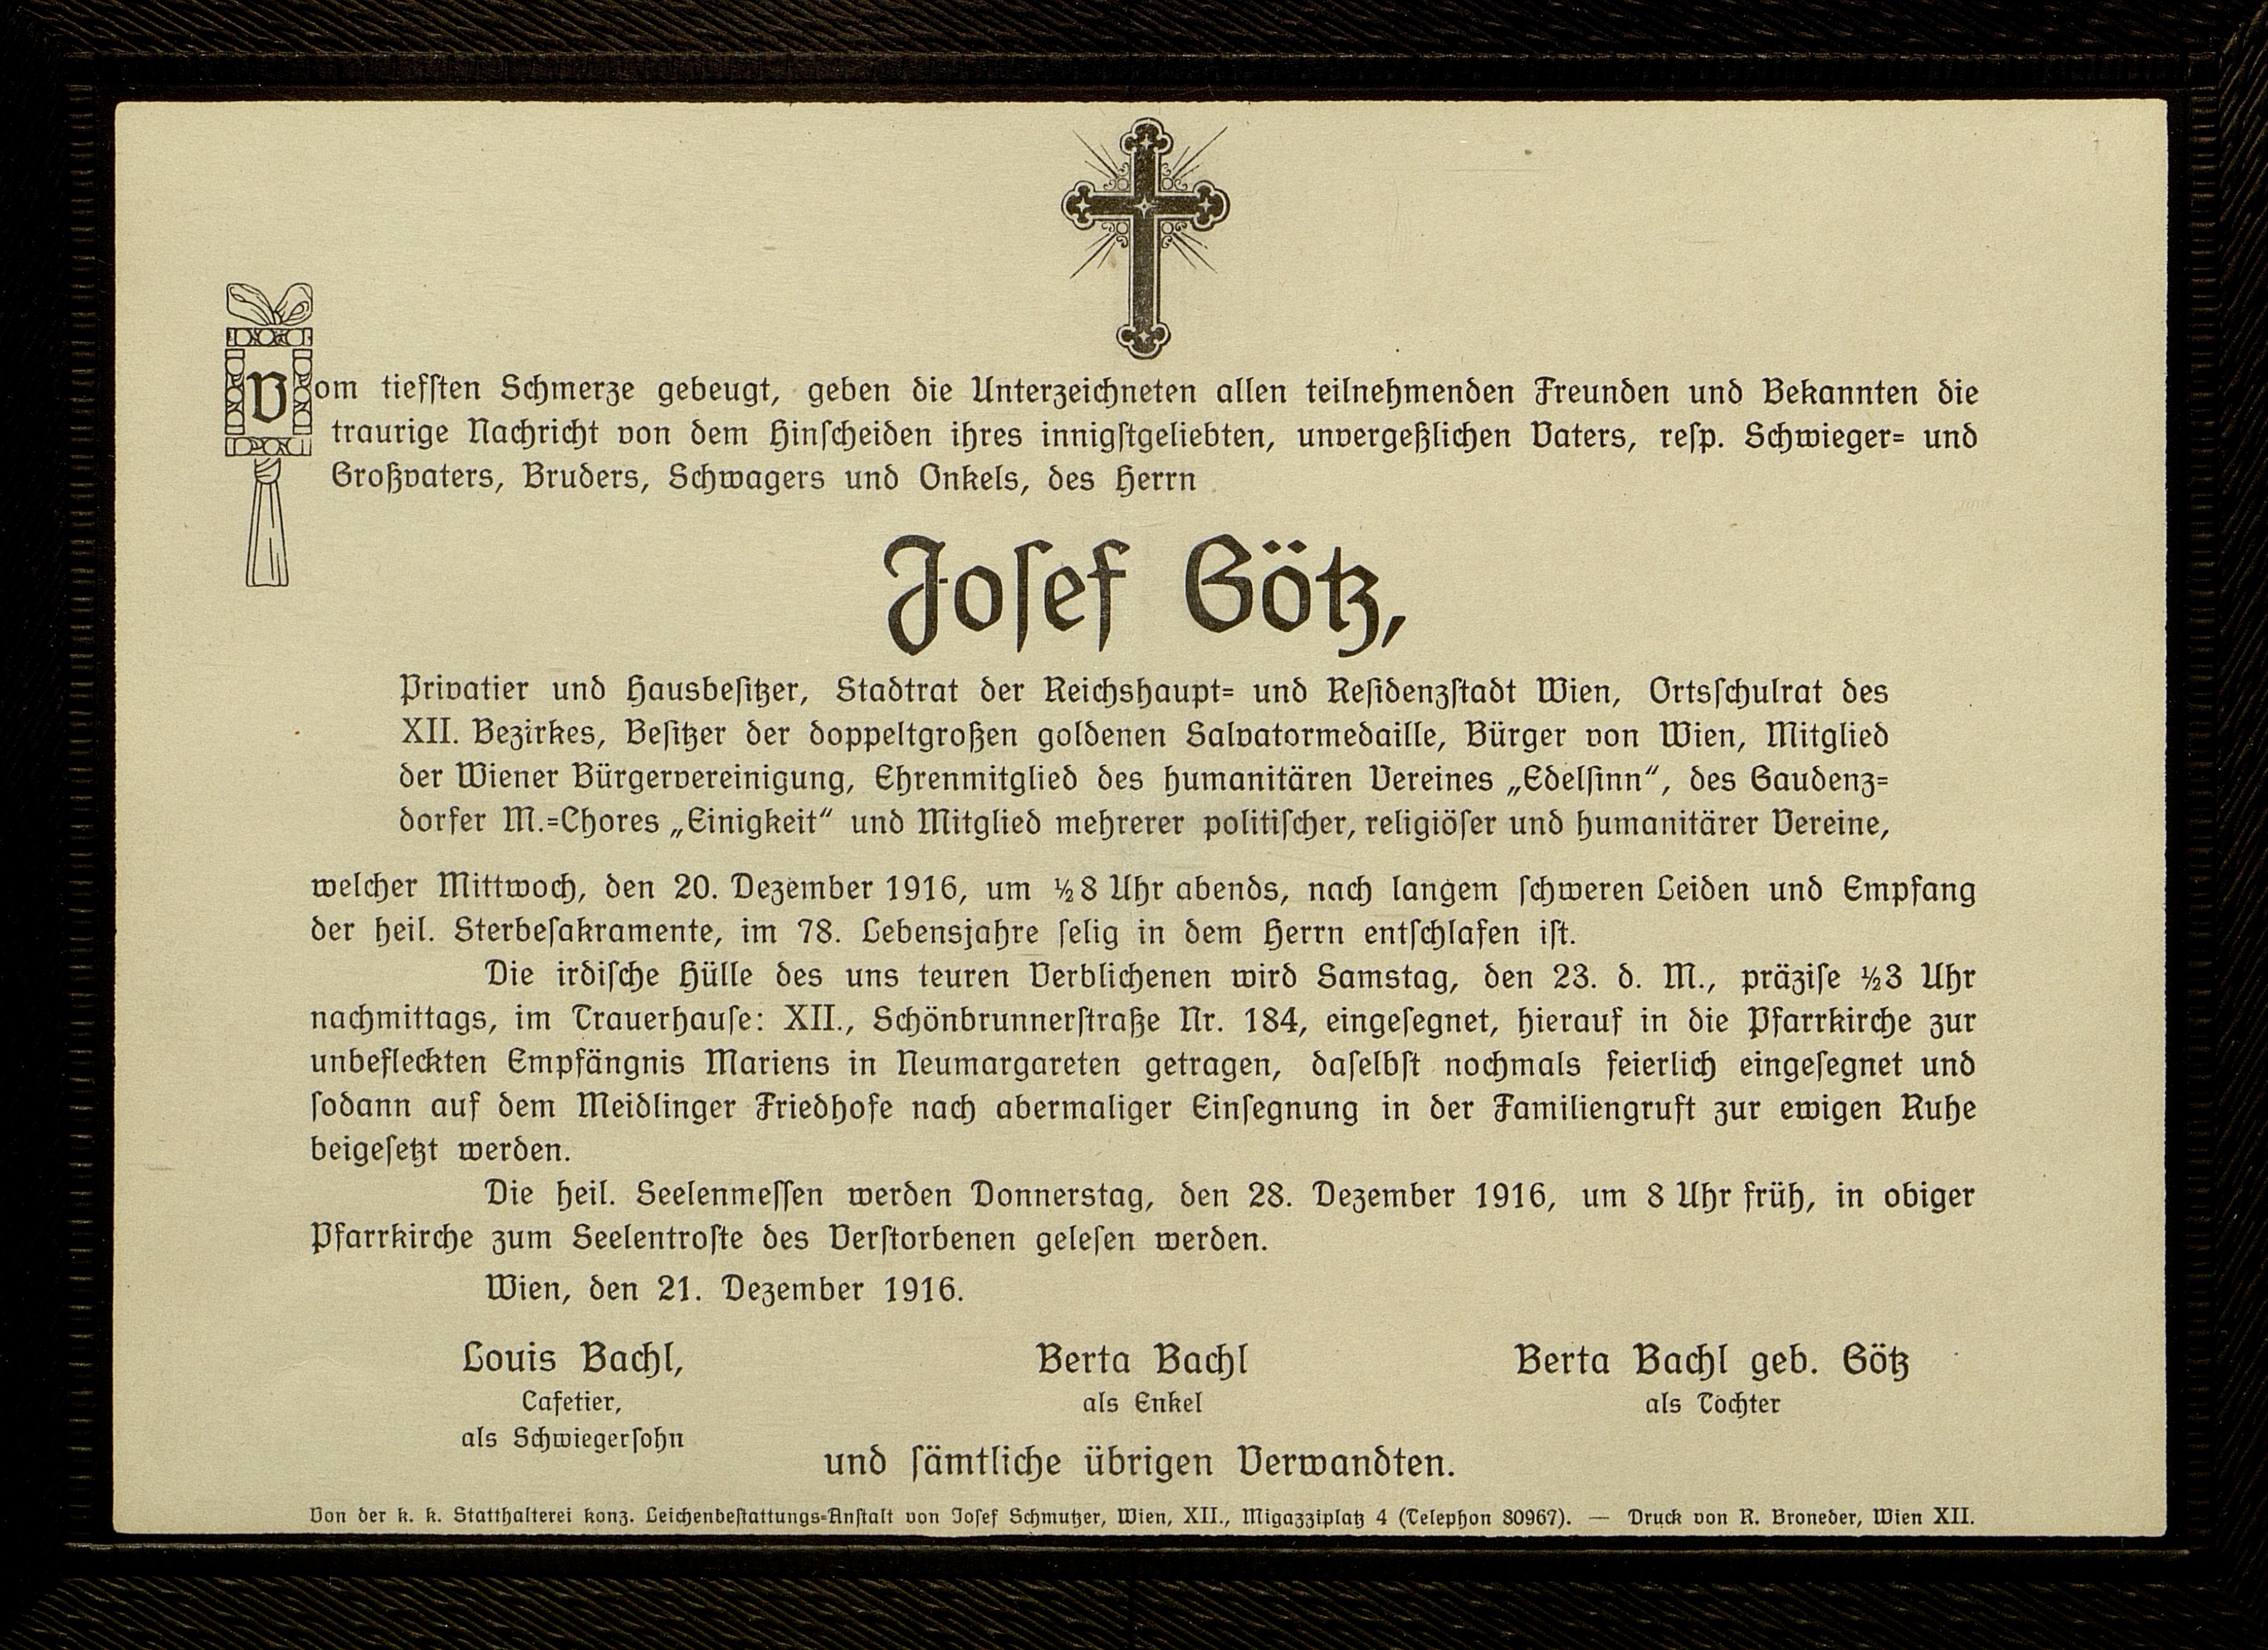 Vom tiefſten Schmerze gebeugt, geben die Unterzeichneten allen teilnehmenden Freunden und Bekannten die
traurige Nachricht von dem Hinſcheiden ihres innigſtgeliebten, unvergeßlichen Vaters, reſp. Schwieger= und
Großvaters, Bruders, Schwagers und Onkels, des Herrn
Joſef Götz,
Privatier und Hausbeſitzer, Stadtrat der Reichshaupt= und Reſidenzſtadt Wien, Ortsſchulrat des
XII. Bezirkes, Beſitzer der doppeltgroßen goldenen Salvatormedaille, Bürger von Wien, Mitglied
der Wiener Bürgervereinigung, Ehrenmitglied des humanitären Vereines „Edelſinn“, des Gaudenz=
dorfer M.=Chores „Einigkeit“ und Mitglied mehrerer politiſcher, religiöſer und humanitärer Vereine,
welcher Mittwoch, den 20. Dezember 1916, um ½8 Uhr abends, nach langem ſchweren Leiden und Empfang
der heil. Sterbeſakramente, im 78. Lebensjahre ſelig in dem Herrn entſchlafen iſt.
Die irdiſche Hülle des uns teuren Verblichenen wird Samstag, den 23. d. M., präziſe ½3 Uhr
nachmittags, im Trauerhauſe: XII., Schönbrunnerſtraße Nr. 184, eingeſegnet, hierauf in die Pfarrkirche zur
unbefleckten Empfängnis Mariens in Neumargareten getragen, daſelbſt nochmals feierlich eingeſegnet und
ſodann auf dem Meidlinger Friedhofe nach abermaliger Einſegnung in der Familiengruft zur ewigen Ruhe
beigeſetzt werden.
Die heil. Seelenmeſſen werden Donnerstag, den 28. Dezember 1916, um 8 Uhr früh, in obiger
Pfarrkirche zum Seelentroſte des Verſtorbenen geleſen werden.
Wien, den 21. Dezember 1916.
Louis Bachl,
Cafetier,
als Schwiegerſohn
Berta Bachl
als Enkel
Berta Bachl geb. Götz
als Tochter
und ſämtliche übrigen Verwandten.
Von der k. k. Statthalterei konz. Leichenbeſtattungs=Anſtalt von Joſef Schmutzer, Wien, XII., Migazziplatz 4 (Telephon 80967). — Druck von R. Broneder, Wien XII.